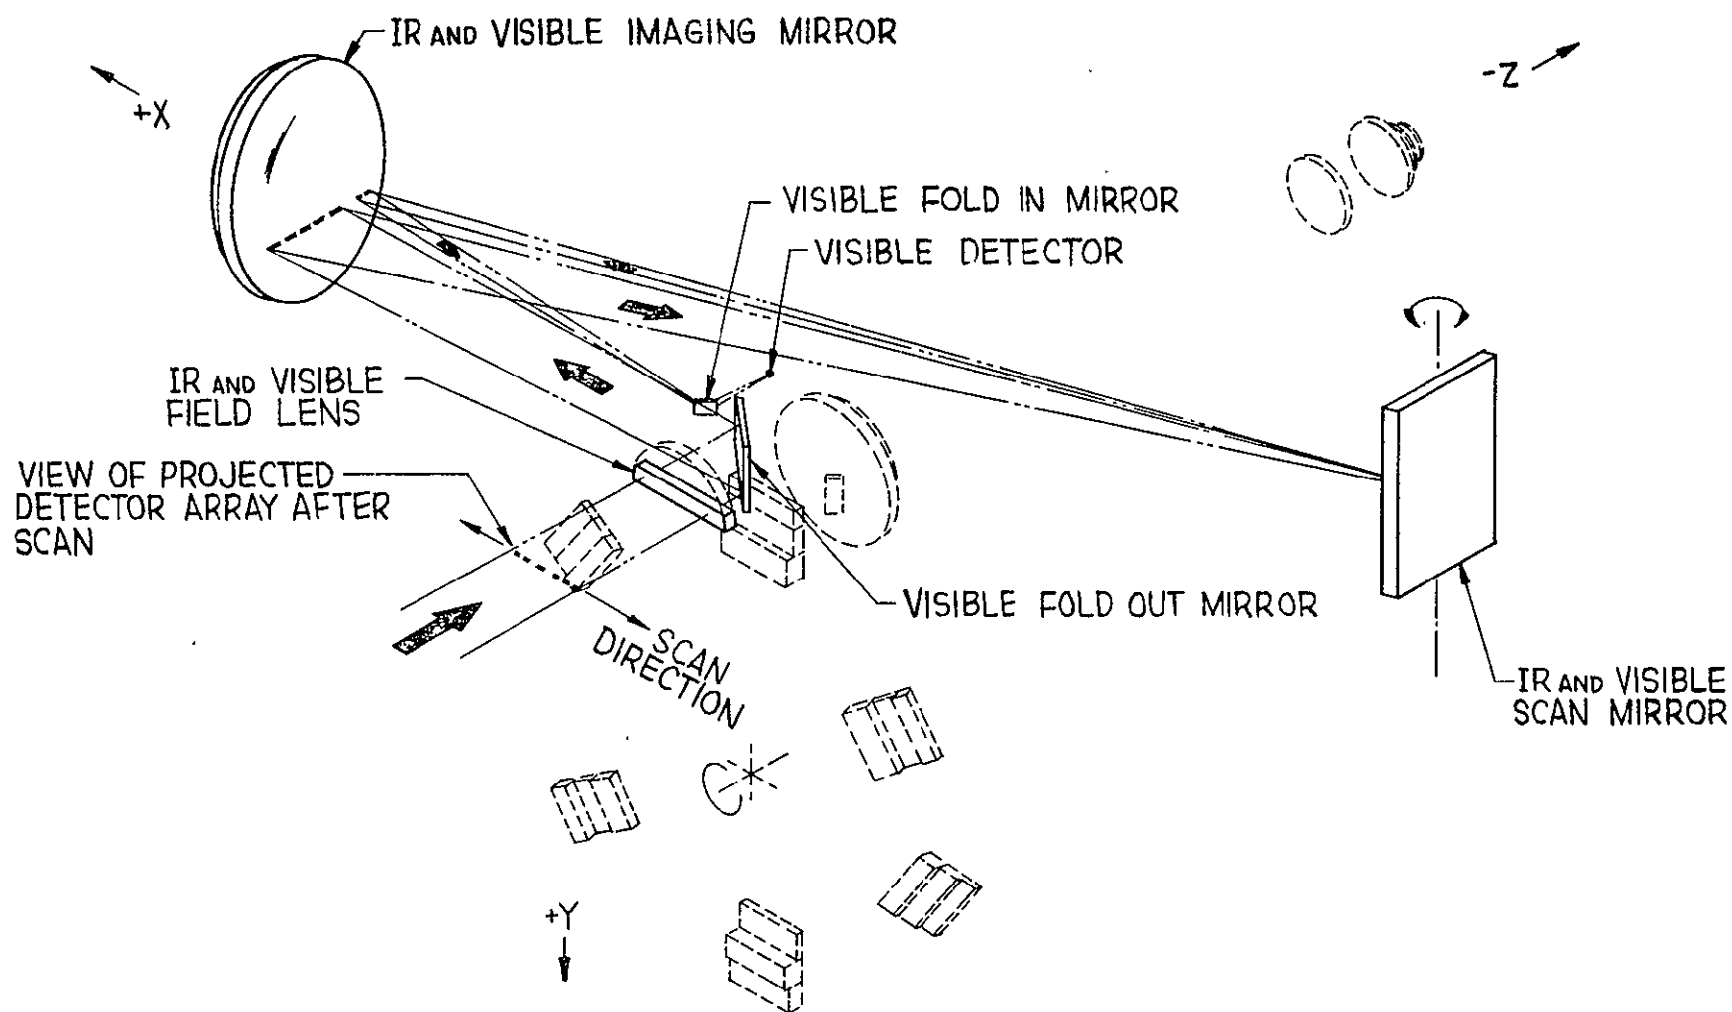 IR AND VISIBLE IMAGING MIRROR
+X
-Z
VISIBLE FOLD IN MIRROR
VISIBLE DETECTOR
IR AND VISIBLE
FIELD LENS
VIEW OF PROJECTED
DETECTOR ARRAY AFTER
SCAN
VISIBLE FOLD OUT MIRROR
SCAN
DIRECTION
IR AND VISIBLE
SCAN MIRROR
+Y